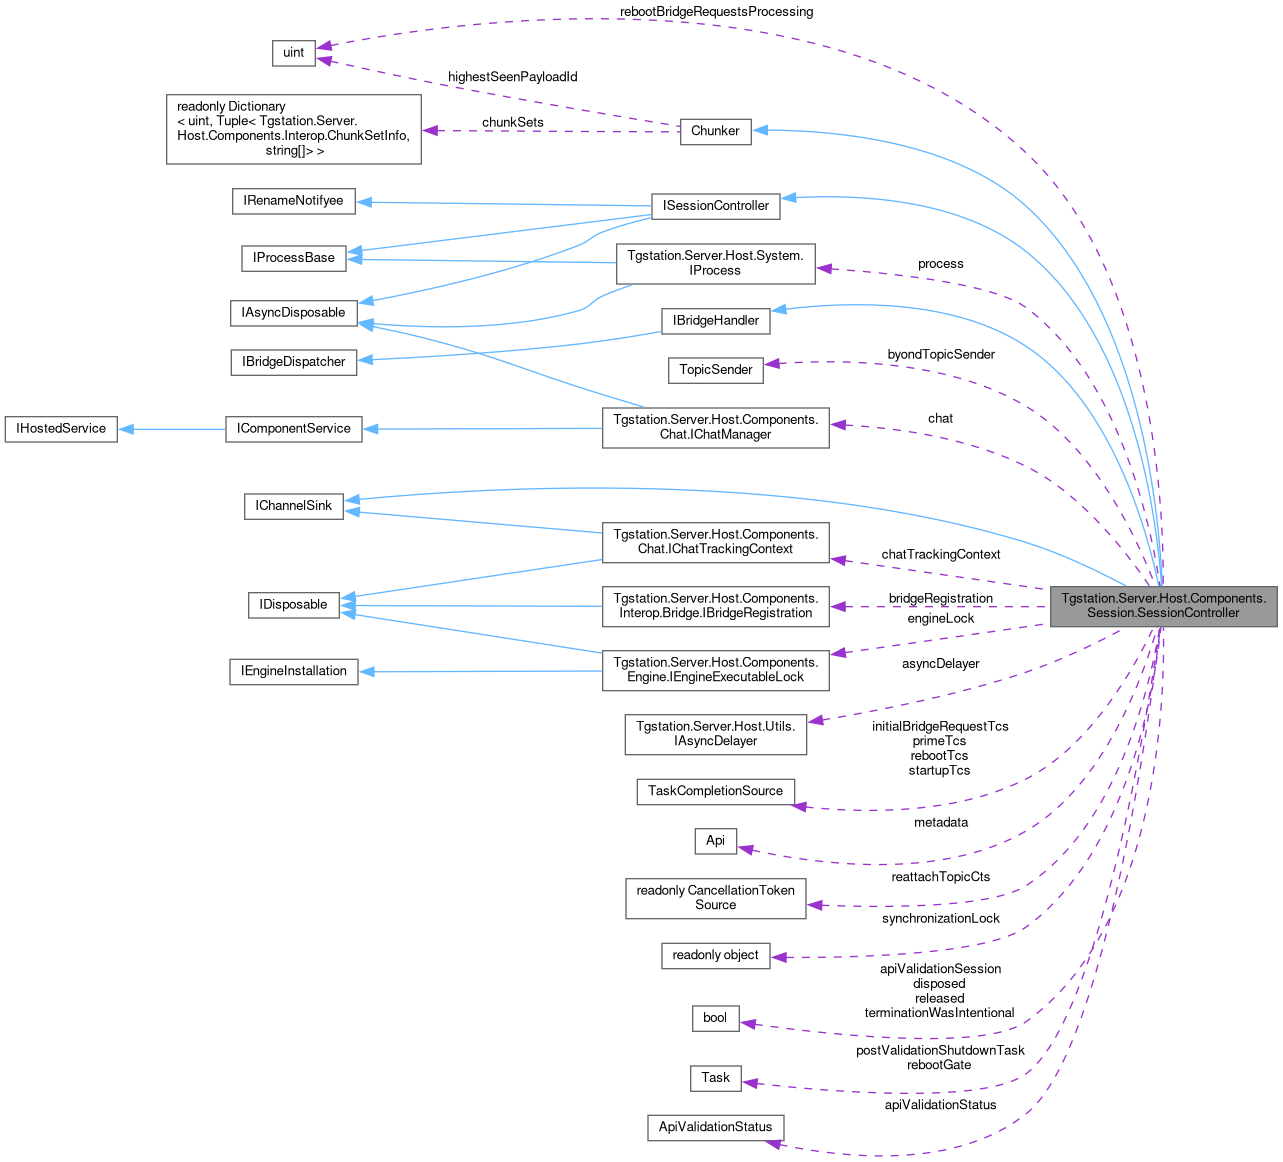 rebootBridgeRequestsProcessing
uint
highestSeenPayloadId
readonly Dictionary
< uint, Tuple< Tgstation.Server.
Host.Components.Interop.ChunkSetInfo,
string[]> >
chunkSets
Chunker
IRenameNotifyee
ISessionController
IProcessBase
Tgstation.Server.Host.System.
IProcess
process
IAsyncDisposable
IBridgeHandler
IBridgeDispatcher
TopicSender
byondTopicSender
IHostedService
IComponentService
Tgstation.Server.Host.Components.
Chat.IChatManager
chat
IChannelSink
Tgstation.Server.Host.Components.
Chat.IChatTrackingContext
chatTrackingContext
IDisposable
Tgstation.Server.Host.Components.
Interop.Bridge.IBridgeRegistration
bridgeRegistration
Tgstation.Server.Host.Components.
Session.SessionController
engineLock
IEngineInstallation
Tgstation.Server.Host.Components.
Engine.IEngineExecutableLock
asyncDelayer
Tgstation.Server.Host.Utils.
IAsyncDelayer
initialBridgeRequestTcs
primeTcs
rebootTcs
startupTcs
TaskCompletionSource
metadata
Api
reattachTopicCts
readonly CancellationToken
Source
synchronizationLock
readonly object
apiValidationSession
disposed
released
terminationWasIntentional
bool
postValidationShutdownTask
rebootGate
Task
apiValidationStatus
ApiValidationStatus